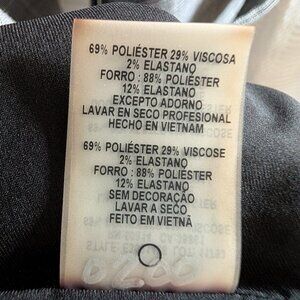 69% POLIÉSTER 29% VISCOSA
2% ELASTANO
FORRO : 88% POLIÉSTER
12% ELASTANO
EXCEPTO ADORNO
LAVAR EN SECO PROFESIONAL
HECHO EN VIETNAM
69% POLIÉSTER 29% VISCOSE
2% ELASTANO
FORRO : 88% POLIÉSTER
12% ELASTANO
SEM DECORAÇÃO
LAVAR A SECO
FEITO EM VIETNÃ